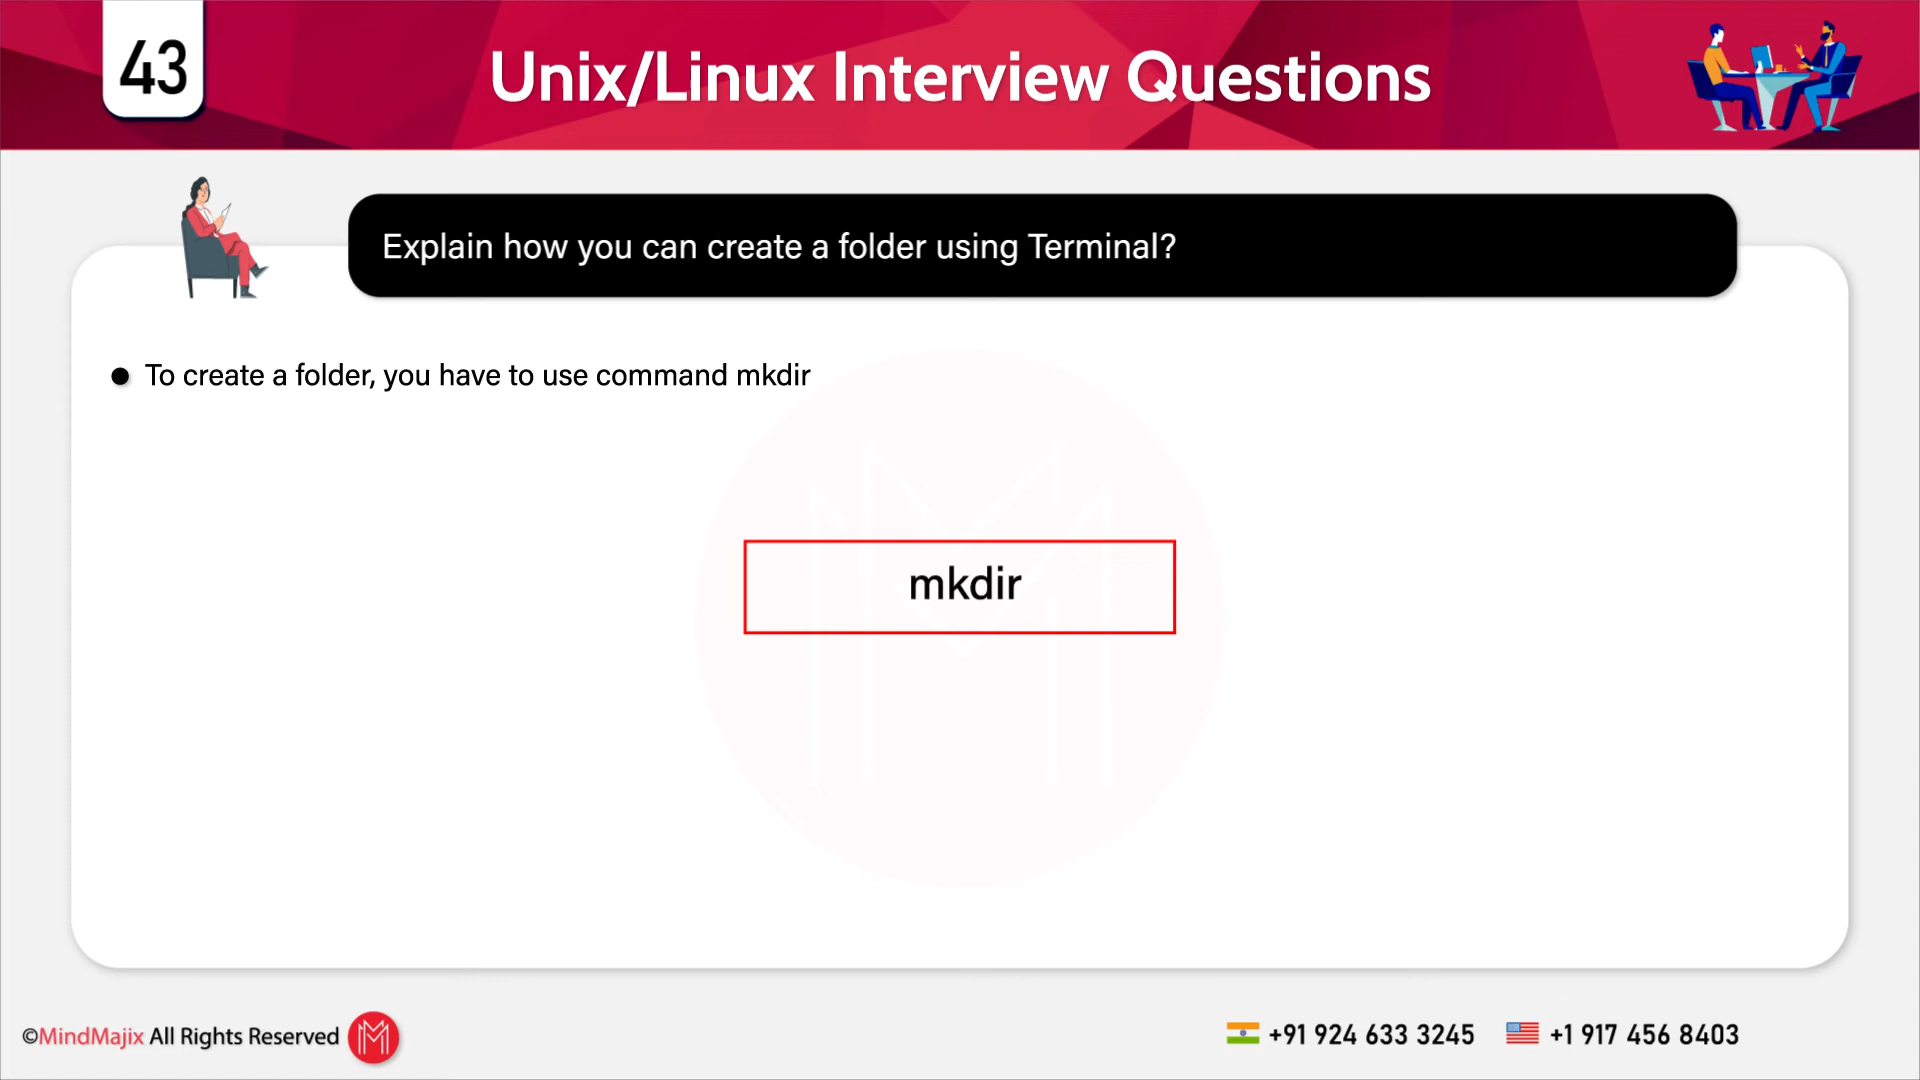 43
Unix/Linux Interview Questions
Explain how you can create a folder using Terminal?
● To create a folder, you have to use command mkdir
mkdir
©MindMajix All Rights Reserved
+91 924 633 3245
+1 917 456 8403